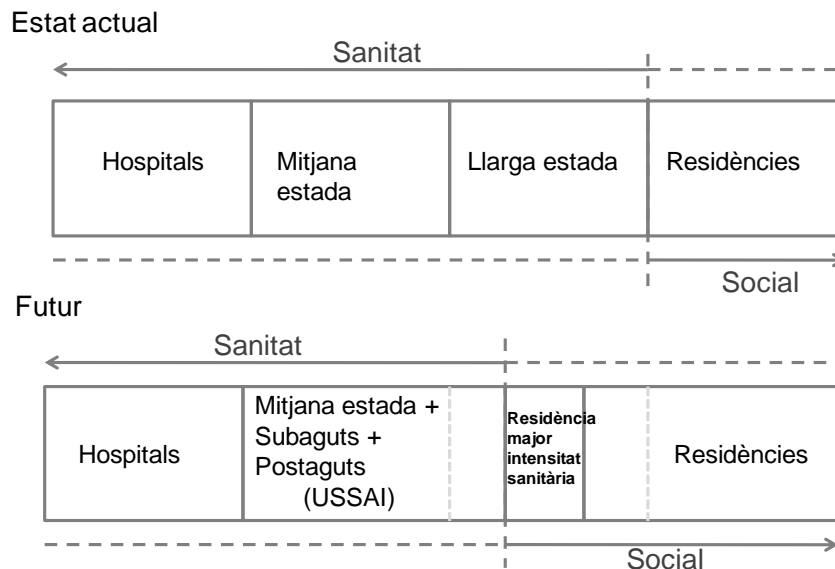 Estat actual
Sanitat
Hospitals
Mitjana
estada
Llarga estada
Residències
Social
Futur
Sanitat
Hospitals
Mitjana estada +
Subaguts +
Postaguts
(USSAI)
Residència
major
intensitat
sanitària
Residències
Social